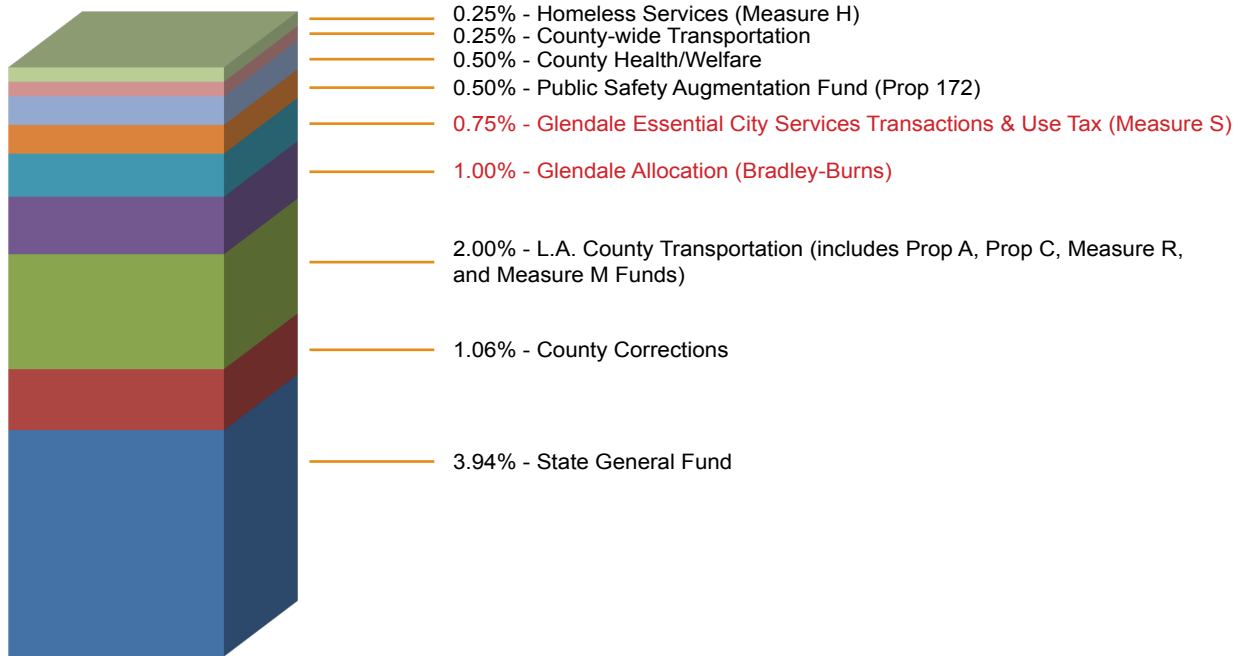 0.25% - Homeless Services (Measure H)
0.25% - County-wide Transportation
0.50% - County Health/Welfare
0.50% - Public Safety Augmentation Fund (Prop 172)
0.75% - Glendale Essential City Services Transactions & Use Tax (Measure S)
1.00% - Glendale Allocation (Bradley-Burns)
2.00% - L.A. County Transportation (includes Prop A, Prop C, Measure R,
and Measure M Funds)
1.06% - County Corrections
3.94% - State General Fund